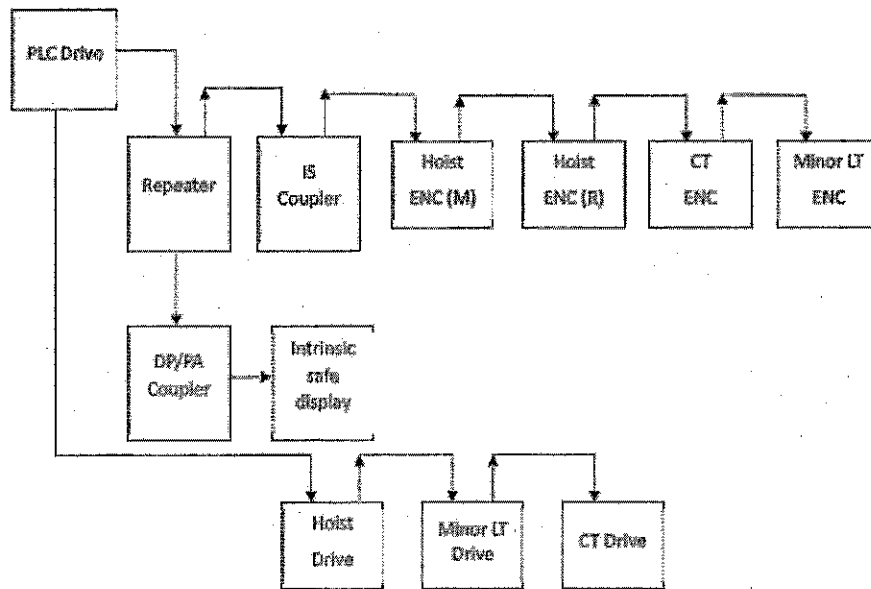 PLC Drive
Repeater
IS
Coupler
Hoist
ENC (M)
Hoist
ENC (R)
CT
ENC
Minor LT
ENC
DP/PA
Coupler
Intrinsic
safe
display
Hoist
Drive
Minor LT
Drive
CT Drive